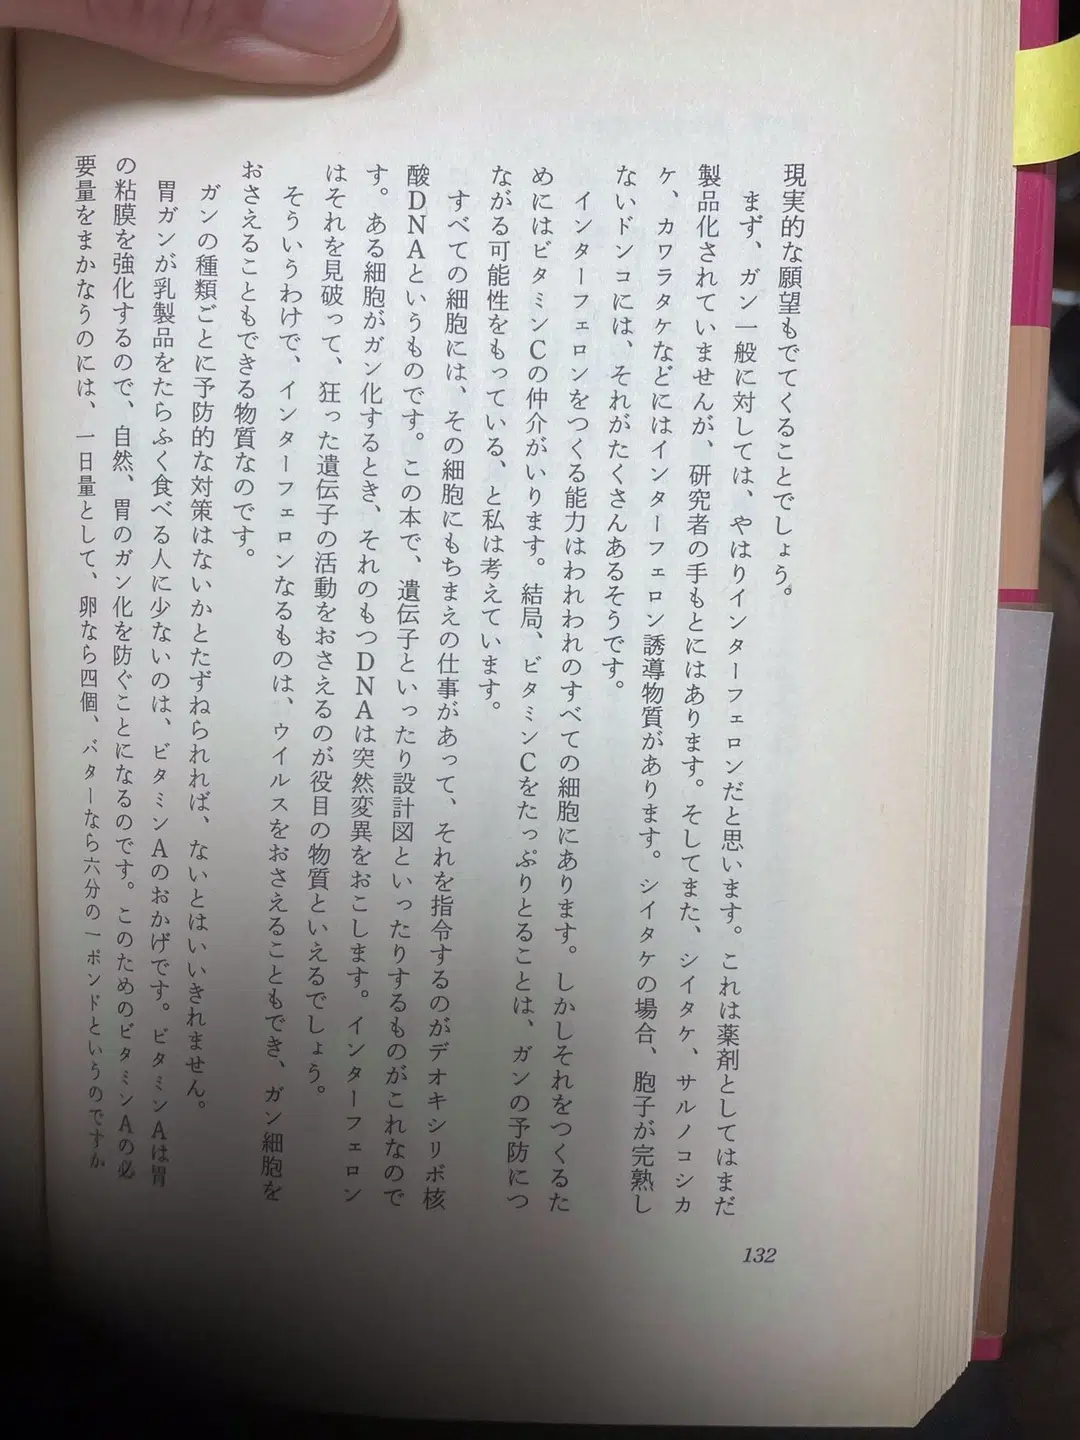 現実的な願望もでてくることでしょう。
まず、ガン一般に対しては、やはりインターフェロンだと思います。これは薬剤としてはまだ
製品化されていませんが、研究者の手もとにはあります。そしてまた、シイタケ、サルノコシカ
ケ、カワラタケなどにはインターフェロン誘導物質があります。シイタケの場合、胞子が完熟し
ないドンコには、それがたくさんあるそうです。
インターフェロンをつくる能力はわれわれのすべての細胞にあります。しかしそれをつくるた
めにはビタミンCの仲介がいります。結局、ビタミンCをたっぷりとることは、ガンの予防につ
ながる可能性をもっている、と私は考えています。
すべての細胞には、その細胞にもちまえの仕事があって、それを指令するのがデオキシリボ核
酸DNAというものです。この本で、遺伝子といったり設計図といったりするものがこれなので
す。ある細胞がガン化するとき、それのもつDNAは突然変異をおこします。インターフェロン
はそれを見破って、狂った遺伝子の活動をおさえるのが役目の物質といえるでしょう。
そういうわけで、インターフェロンなるものは、ウイルスをおさえることもでき、ガン細胞を
おさえることもできる物質なのです。
ガンの種類ごとに予防的な対策はないかとたずねられれば、ないとはいいきれません。
胃ガンが乳製品をたらふく食べる人に少ないのは、ビタミンAのおかげです。ビタミンAは胃
の粘膜を強化するので、自然、胃のガン化を防ぐことになるのです。このためのビタミンAの必
要量をまかなうのには、一日量として、卵なら四個、バターなら六分の一ポンドというのですか
132